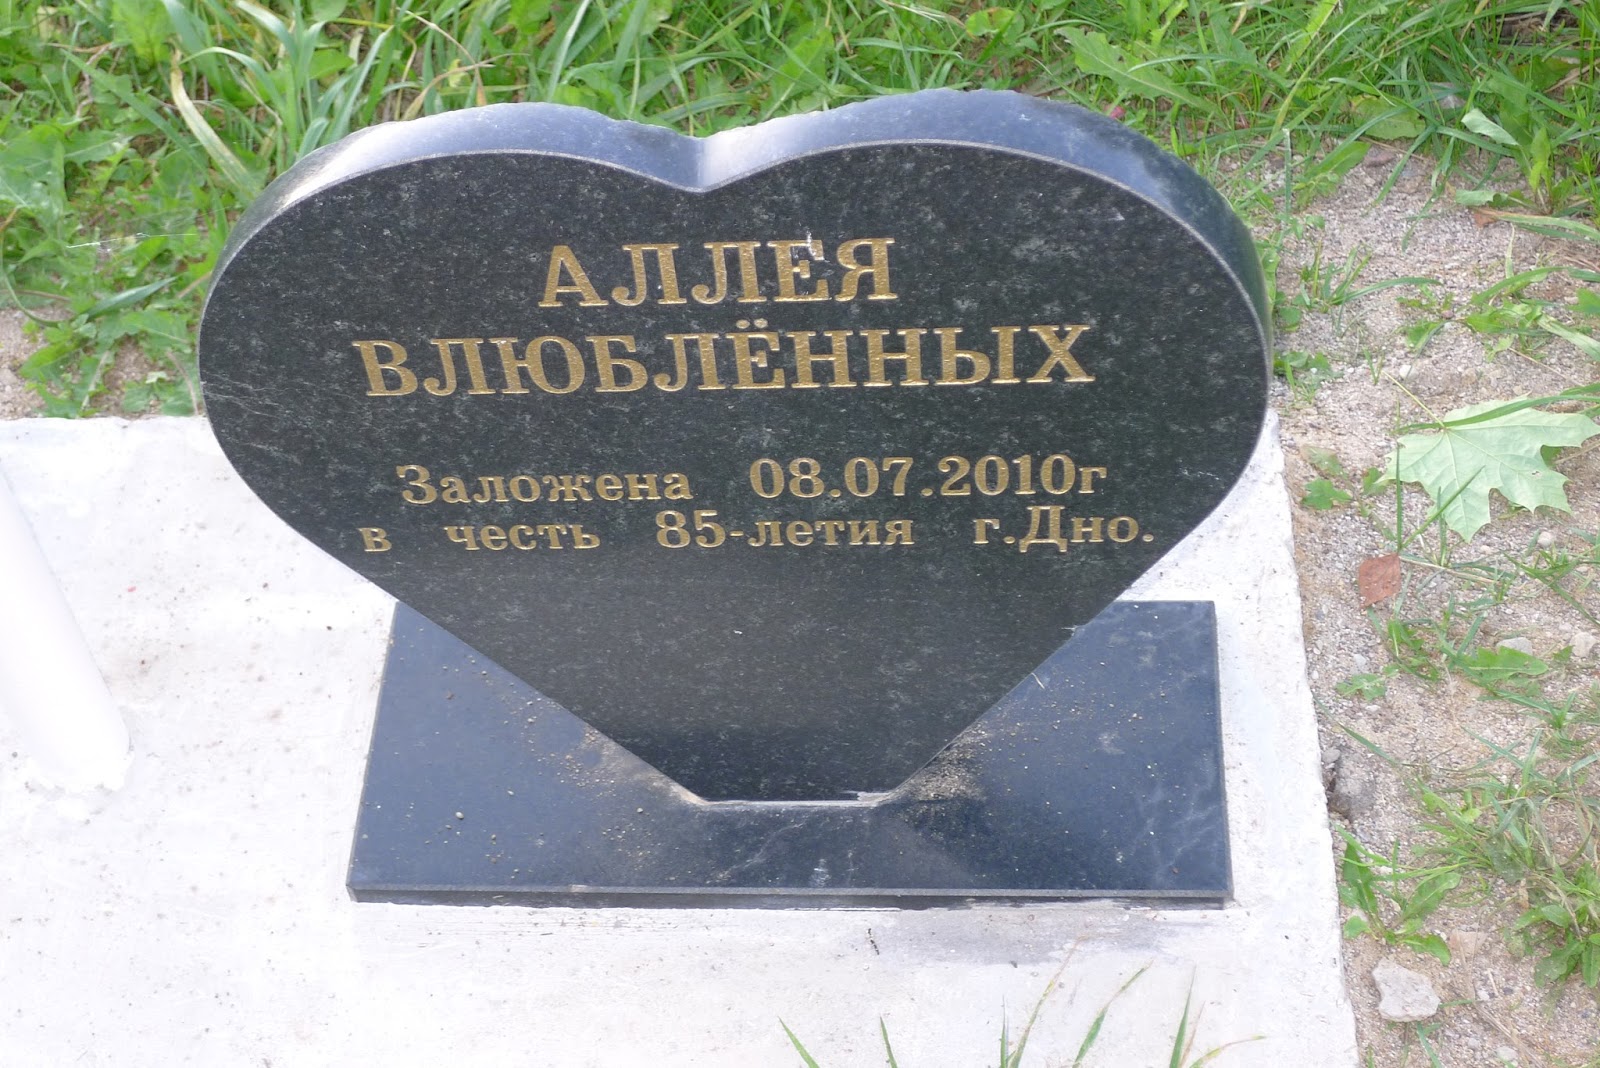 АЛЛЕЯ
ВЛЮБЛЁННЫХ
Заложена 08.07.2010г
в честь 85-летия г.Дно.